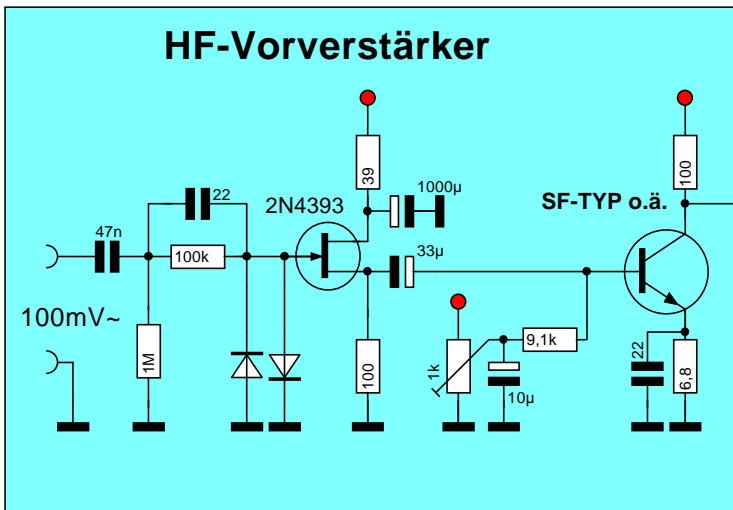 HF-Vorverstärker
39
100
1000µ
22
2N4393
SF-TYP o.ä.
47n
100k
33µ
100mV~
1M
100
1k
9,1k
10µ
22
6,8